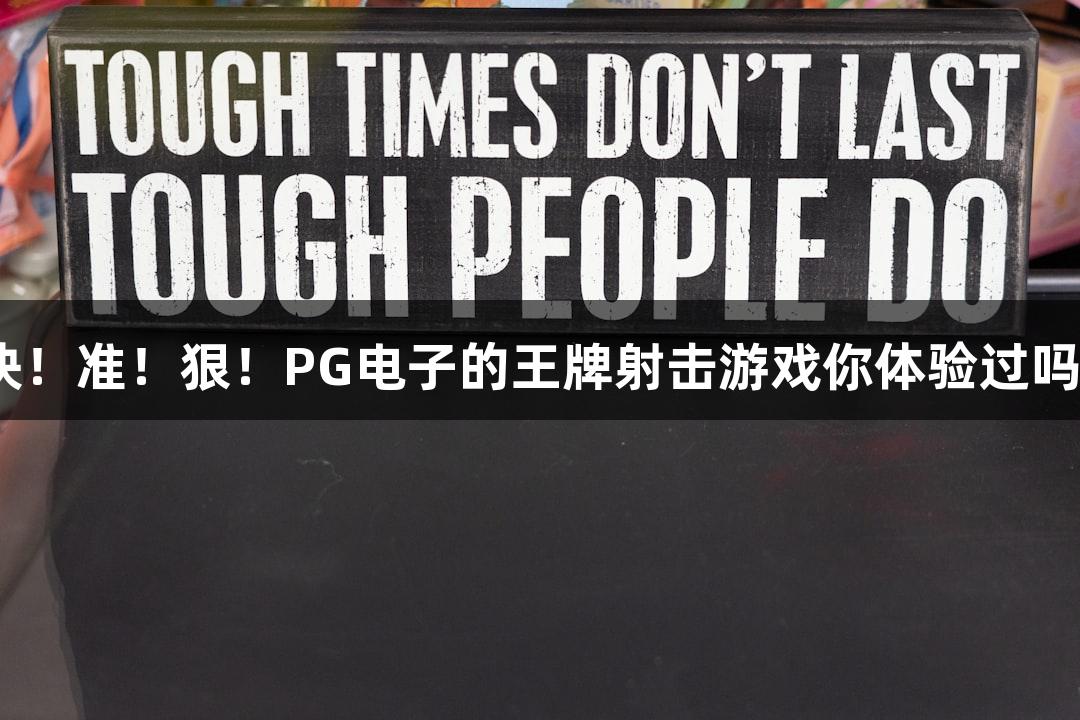 TOUGH TIMES DON'T LAST
TOUGH PEOPLE DO
快！准！狠！PG电子的王牌射击游戏你体验过吗